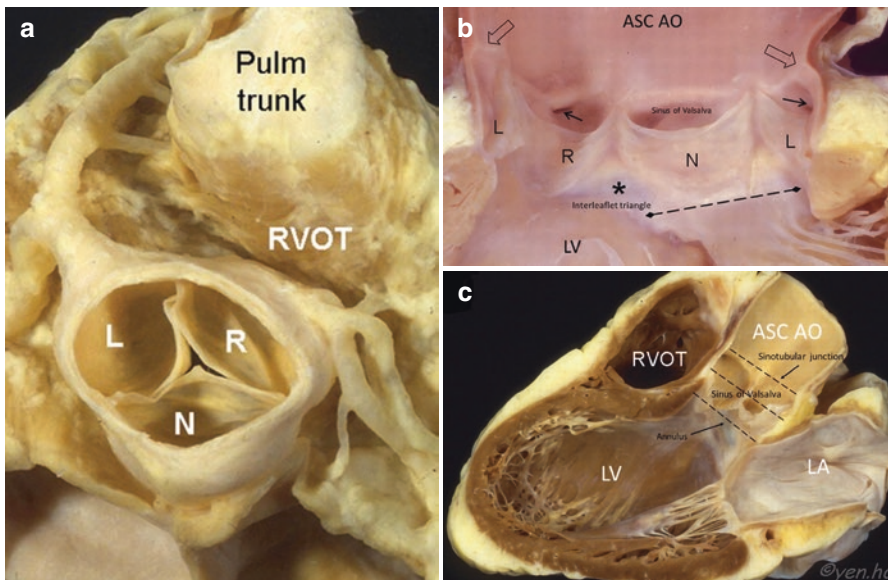 a
Pulm
trunk
RVOT
L
R
N
b
ASC AO
Sinus of Valsalva
L
R
N
L
*
Interleaflet triangle
LV
c
RVOT
ASC AO
Sinotubular junction
Sinus of Valsalva
Annulus
LV
LA
©yen.ho